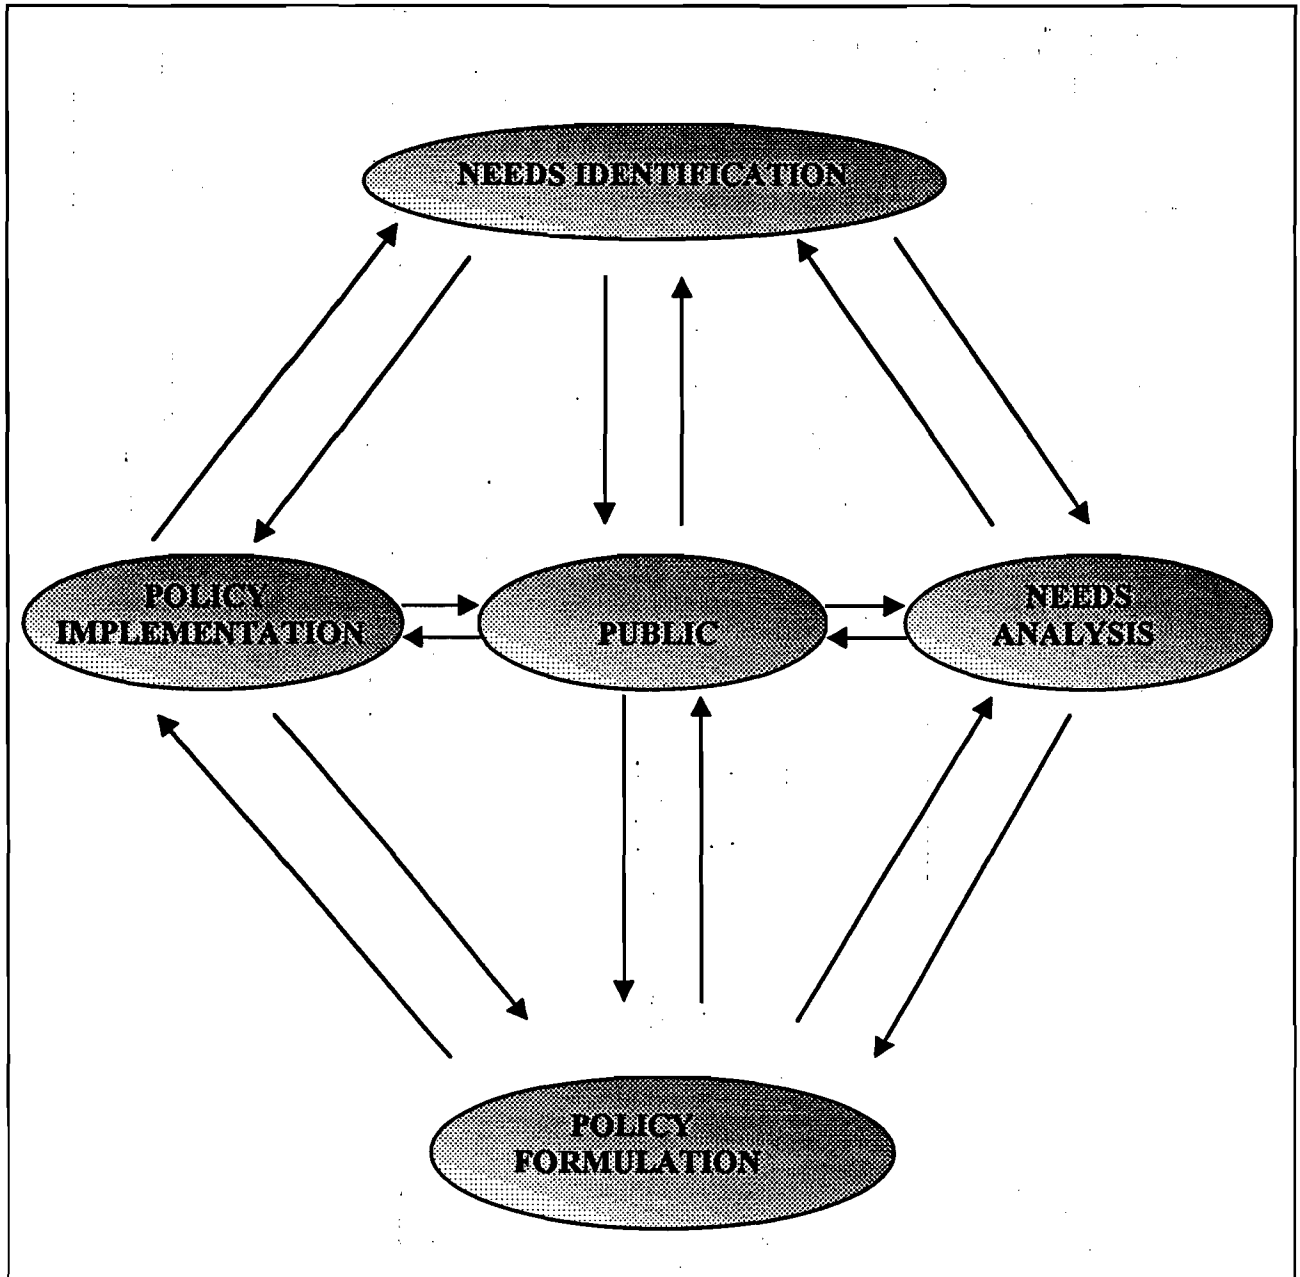 NEEDS IDENTIFICATION
POLICY
IMPLEMENTATION
PUBLIC
NEEDS
ANALYSIS
POLICY
FORMULATION